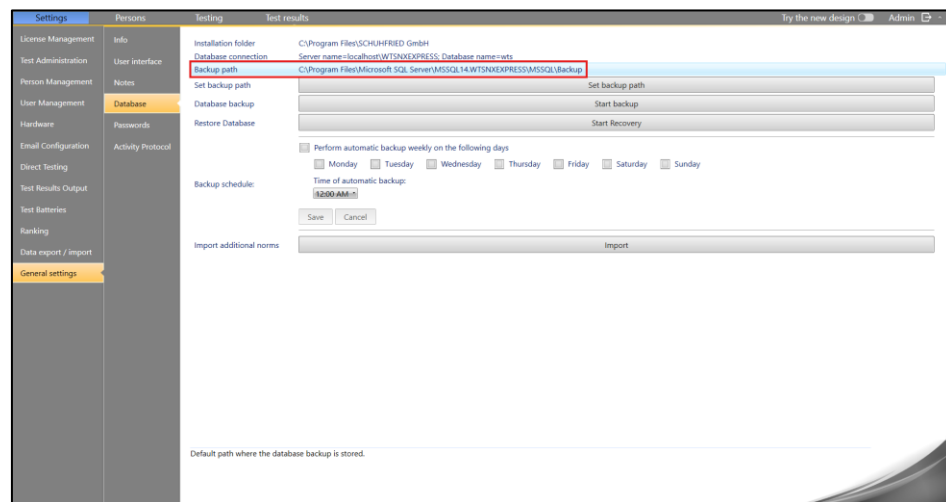 Settings Persons Testing Test results Try the new design Admin
License Management
Test Administration
Person Management
User Management
Hardware
Email Configuration
Direct Testing
Test Results Output
Test Batteries
Ranking
Data export / import
General settings
Info
User interface
Notes
Database
Passwords
Activity Protocol
Installation folder C:\Program Files\SCHUHFRIED GmbH
Database connection Server name=localhost\WTSNXEXPRESS; Database name=wts
Backup path C:\Program Files\Microsoft SQL Server\MSSQL14.WTSNXEXPRESS\MSSQL\Backup
Set backup path Set backup path
Database backup Start backup
Restore Database Start Recovery
Perform automatic backup weekly on the following days
Monday Tuesday Wednesday Thursday Friday Saturday Sunday
Backup schedule: Time of automatic backup:
12:00 AM
Save Cancel
Import additional norms Import
Default path where the database backup is stored.